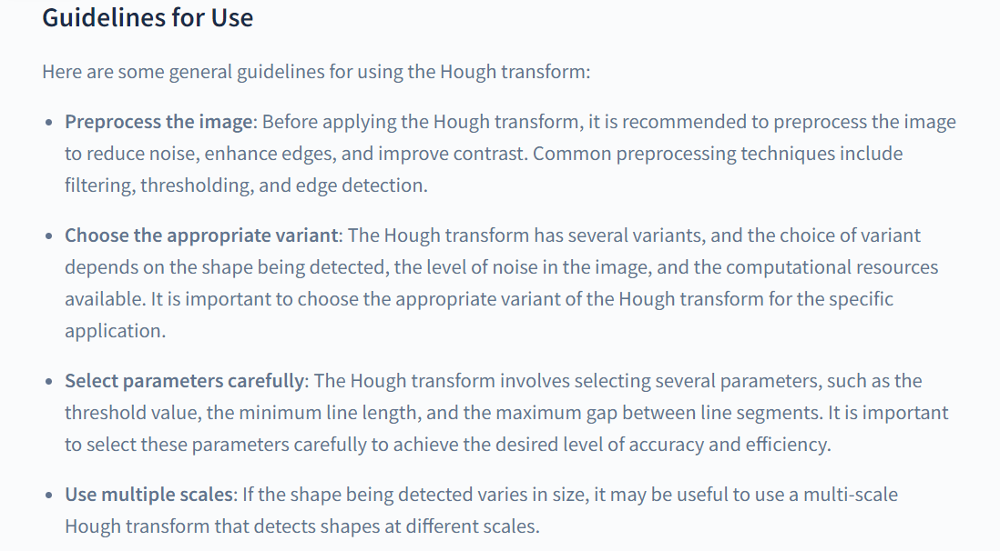 Guidelines for Use
Here are some general guidelines for using the Hough transform:
• Preprocess the image: Before applying the Hough transform, it is recommended to preprocess the image
to reduce noise, enhance edges, and improve contrast. Common preprocessing techniques include
filtering, thresholding, and edge detection.
• Choose the appropriate variant: The Hough transform has several variants, and the choice of variant
depends on the shape being detected, the level of noise in the image, and the computational resources
available. It is important to choose the appropriate variant of the Hough transform for the specific
application.
• Select parameters carefully: The Hough transform involves selecting several parameters, such as the
threshold value, the minimum line length, and the maximum gap between line segments. It is important
to select these parameters carefully to achieve the desired level of accuracy and efficiency.
• Use multiple scales: If the shape being detected varies in size, it may be useful to use a multi-scale
Hough transform that detects shapes at different scales.